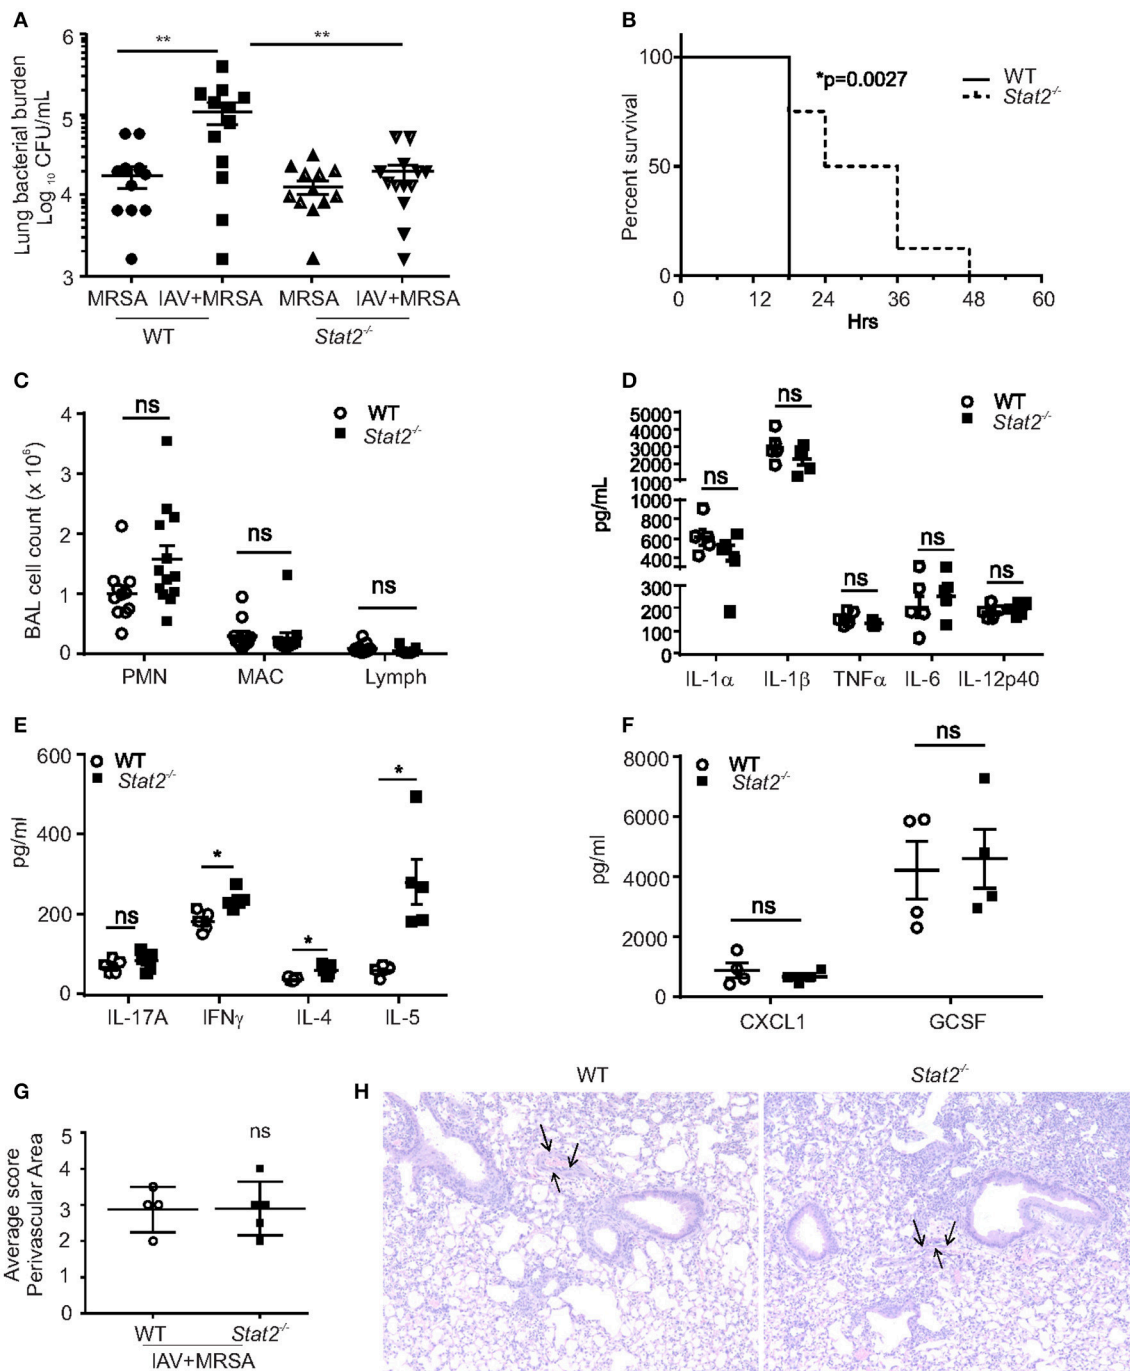 A
Lung bacterial burden
Log 10 CFU/mL
6
5
4
3
**
**
MRSA IAV+MRSA MRSA IAV+MRSA
WT Stat2-/-
B
Percent survival
100
50
0
*p=0.0027
WT
Stat2-/-
0 12 24 36 48 60
Hrs
C
BAL cell count (x 10⁶)
4
3
2
1
0
ns
ns
ns
WT
Stat2-/-
PMN MAC Lymph
D
pg/mL
5000
4000
3000
2000
1000
1000
800
600
400
300
200
100
0
ns
ns
ns
ns
ns
WT
Stat2-/-
IL-1α IL-1β TNFα IL-6 IL-12p40
E
pg/ml
600
400
200
0
WT
Stat2-/-
ns
*
*
*
IL-17A IFNγ IL-4 IL-5
F
pg/ml
8000
6000
4000
2000
0
WT
Stat2-/-
ns
ns
CXCL1 GCSF
G
Average score
Perivascular Area
5
4
3
2
1
0
ns
WT Stat2-/-
IAV+MRSA
H
WT Stat2-/-